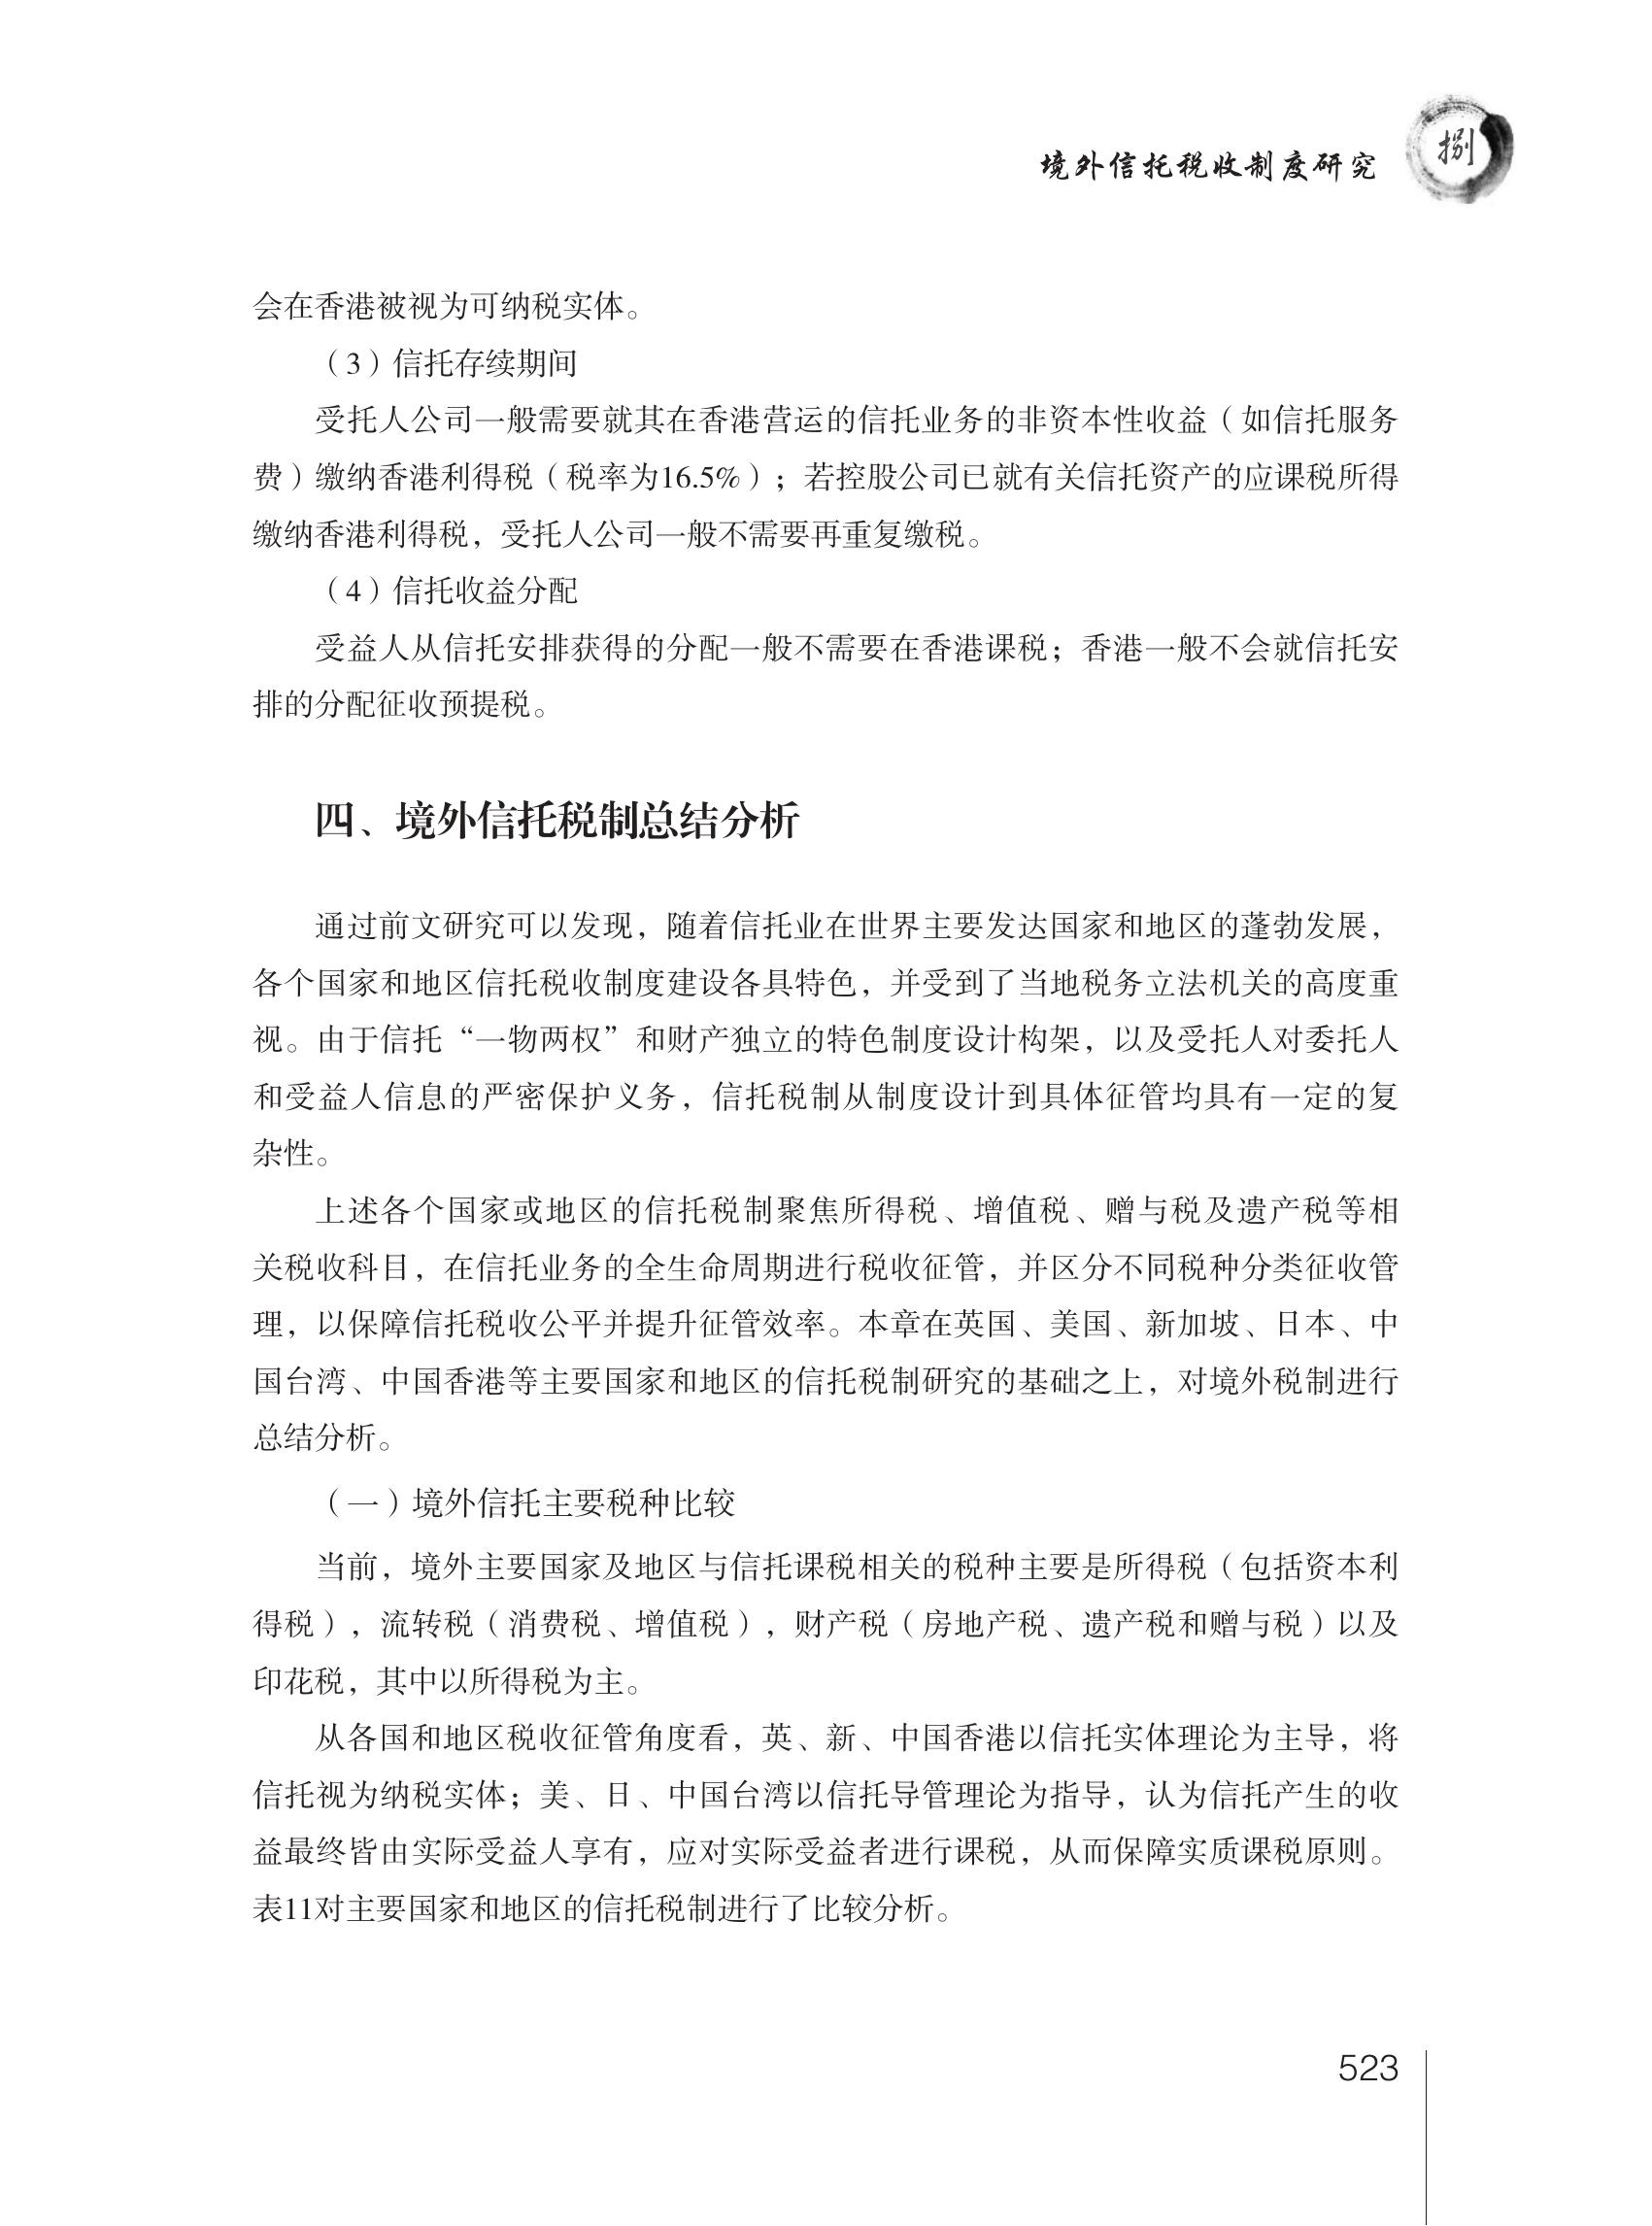 境外信托税收制度研究
捌
会在香港被视为可纳税实体。
（3）信托存续期间
受托人公司一般需要就其在香港营运的信托业务的非资本性收益（如信托服务
费）缴纳香港利得税（税率为16.5%）；若控股公司已就有关信托资产的应课税所得
缴纳香港利得税，受托人公司一般不需要再重复缴税。
（4）信托收益分配
受益人从信托安排获得的分配一般不需要在香港课税；香港一般不会就信托安
排的分配征收预提税。
四、境外信托税制总结分析
通过前文研究可以发现，随着信托业在世界主要发达国家和地区的蓬勃发展，
各个国家和地区信托税收制度建设各具特色，并受到了当地税务立法机关的高度重
视。由于信托“一物两权”和财产独立的特色制度设计构架，以及受托人对委托人
和受益人信息的严密保护义务，信托税制从制度设计到具体征管均具有一定的复
杂性。
上述各个国家或地区的信托税制聚焦所得税、增值税、赠与税及遗产税等相
关税收科目，在信托业务的全生命周期进行税收征管，并区分不同税种分类征收管
理，以保障信托税收公平并提升征管效率。本章在英国、美国、新加坡、日本、中
国台湾、中国香港等主要国家和地区的信托税制研究的基础之上，对境外税制进行
总结分析。
（一）境外信托主要税种比较
当前，境外主要国家及地区与信托课税相关的税种主要是所得税（包括资本利
得税），流转税（消费税、增值税），财产税（房地产税、遗产税和赠与税）以及
印花税，其中以所得税为主。
从各国和地区税收征管角度看，英、新、中国香港以信托实体理论为主导，将
信托视为纳税实体；美、日、中国台湾以信托导管理论为指导，认为信托产生的收
益最终皆由实际受益人享有，应对实际受益者进行课税，从而保障实质课税原则。
表11对主要国家和地区的信托税制进行了比较分析。
523